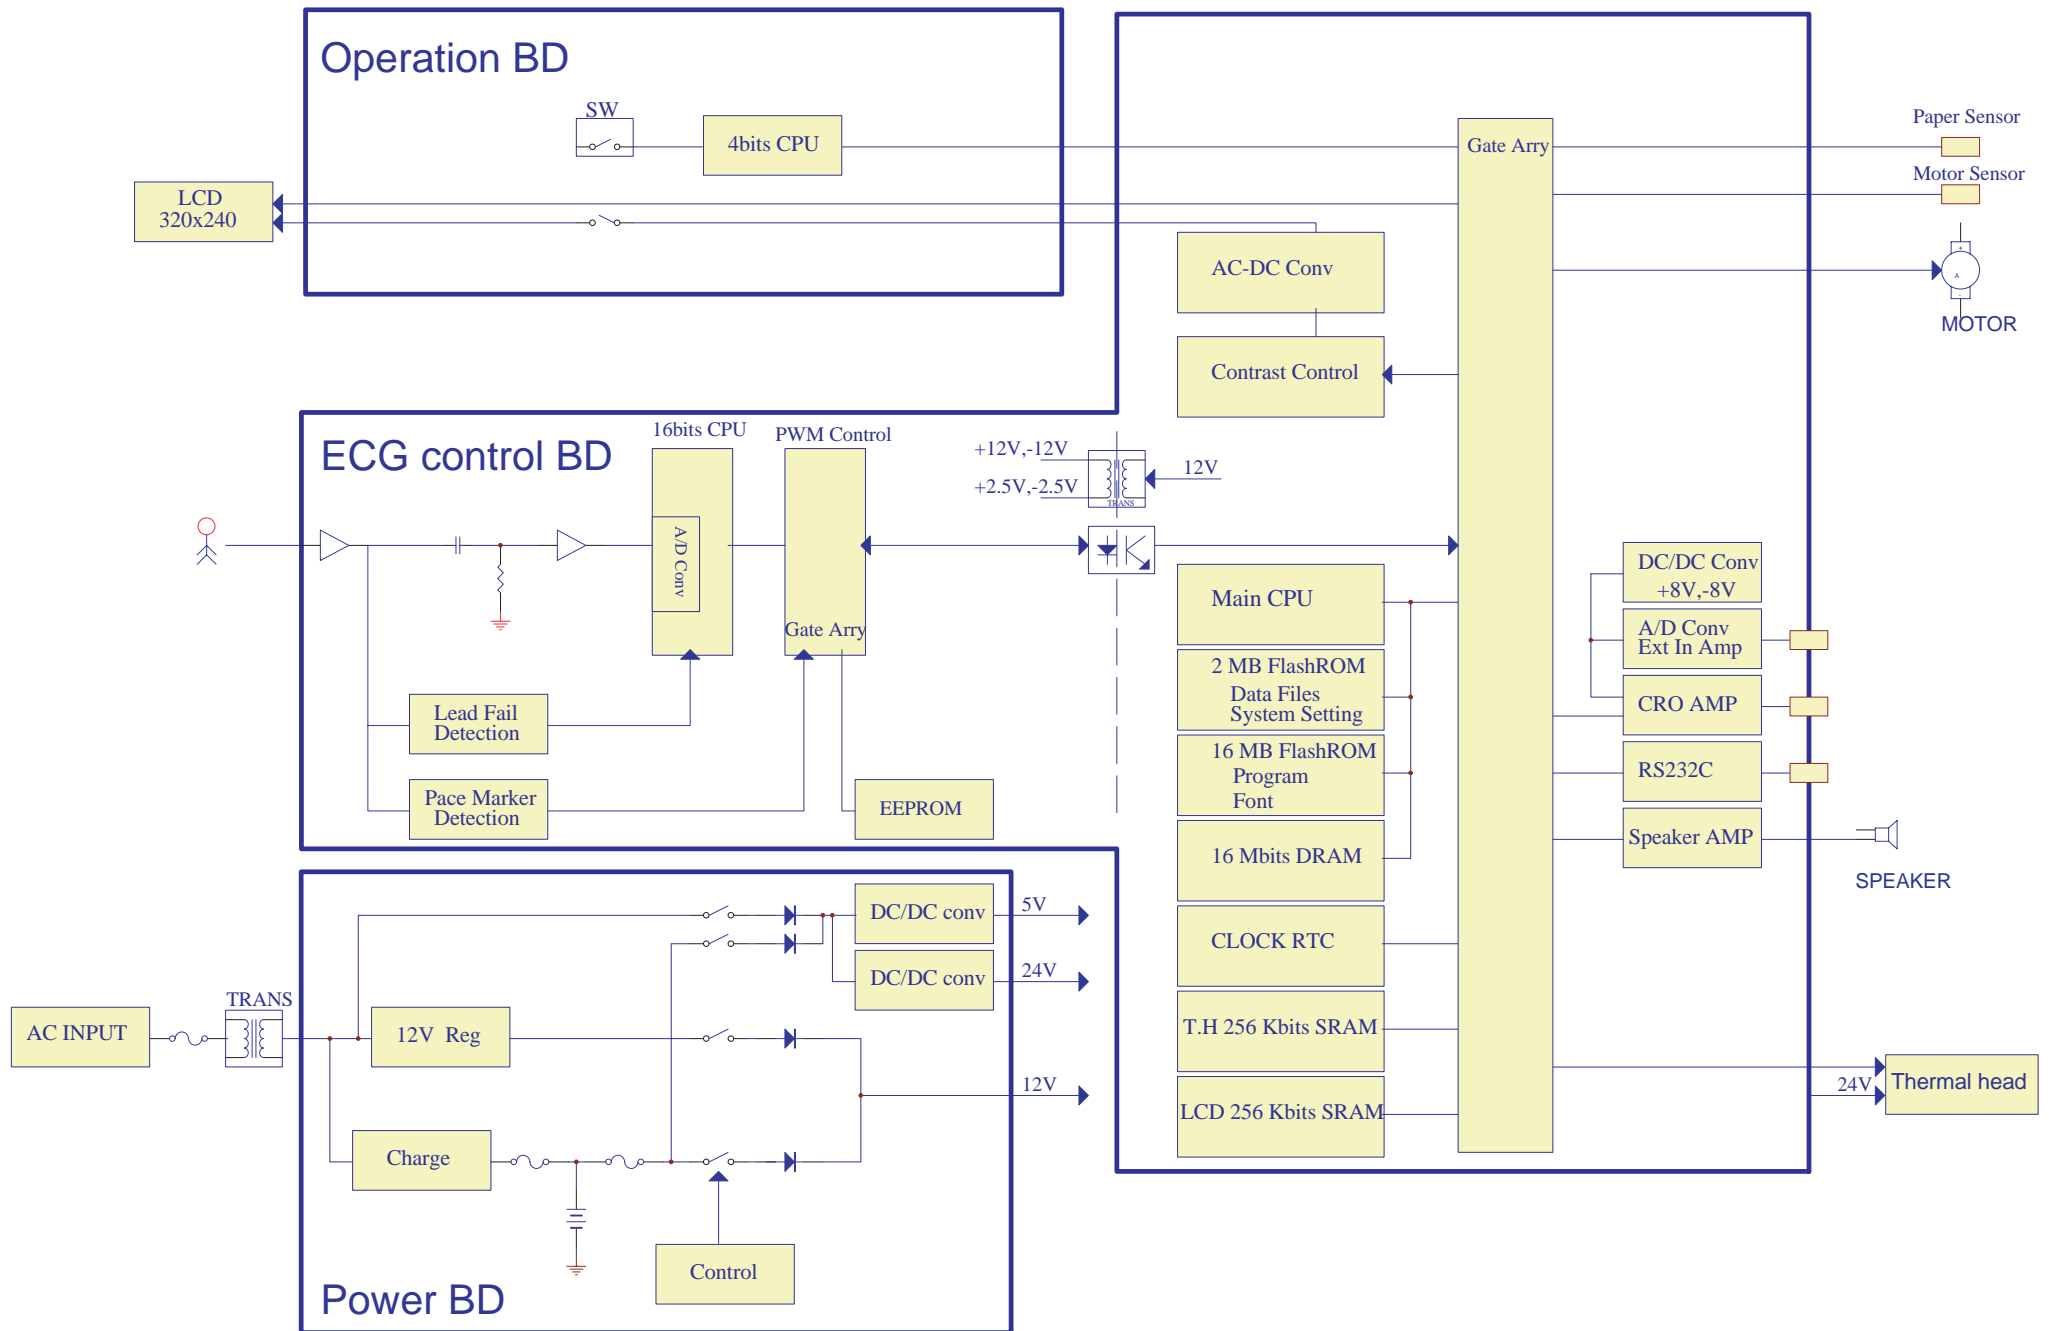 Operation BD
SW
4bits CPU
LCD
320x240
Gate Arry
Paper Sensor
Motor Sensor
+
A
-
MOTOR
AC-DC Conv
Contrast Control
ECG control BD
16bits CPU
PWM Control
A/D Conv
Gate Arry
+12V,-12V
+2.5V,-2.5V
TRANS
12V
Lead Fail
Detection
Pace Marker
Detection
EEPROM
Main CPU
2 MB FlashROM
Data Files
System Setting
16 MB FlashROM
Program
Font
16 Mbits DRAM
CLOCK RTC
T.H 256 Kbits SRAM
LCD 256 Kbits SRAM
DC/DC Conv
+8V,-8V
A/D Conv
Ext In Amp
CRO AMP
RS232C
Speaker AMP
SPEAKER
24V
Thermal head
AC INPUT
TRANS
12V Reg
Charge
Control
DC/DC conv
5V
DC/DC conv
24V
12V
Power BD